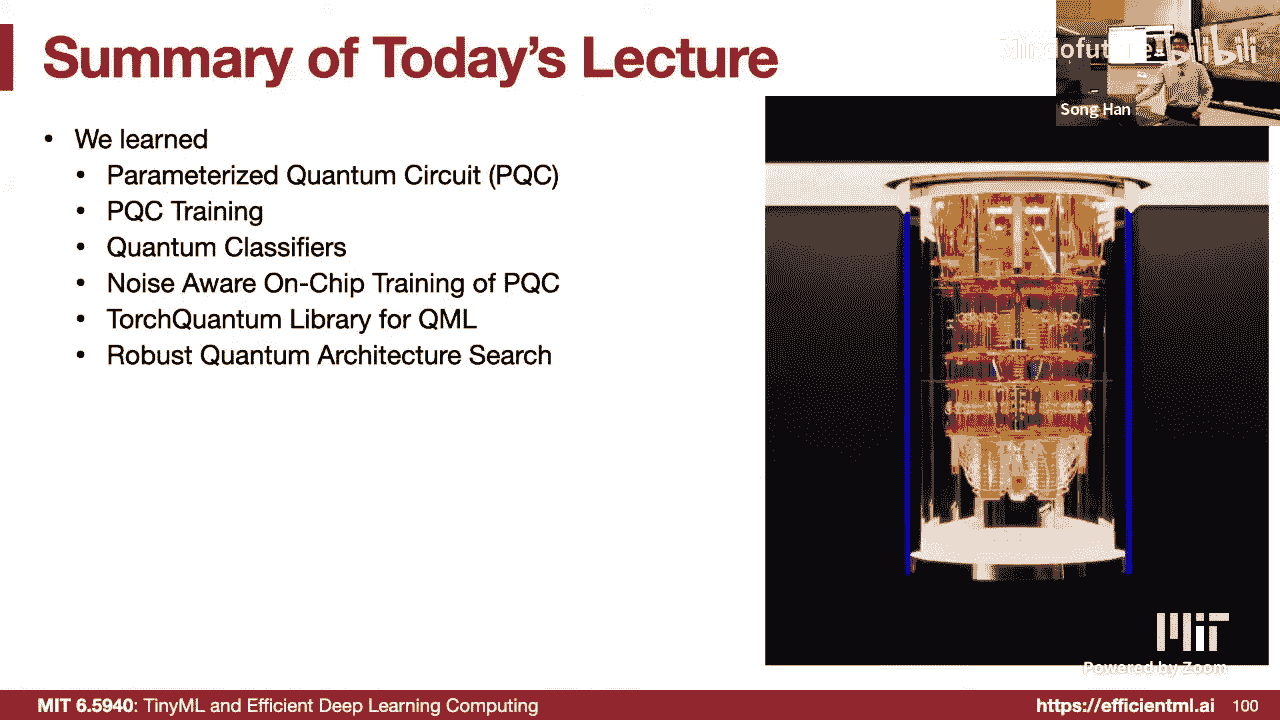 Summary of Today's Lecture
bilibili
Song Han
• We learned
• Parameterized Quantum Circuit (PQC)
• PQC Training
• Quantum Classifiers
• Noise Aware On-Chip Training of PQC
• TorchQuantum Library for QML
• Robust Quantum Architecture Search
MIT
Powered by Zoom
MIT 6.5940: TinyML and Efficient Deep Learning Computing
https://efficientml.ai 100